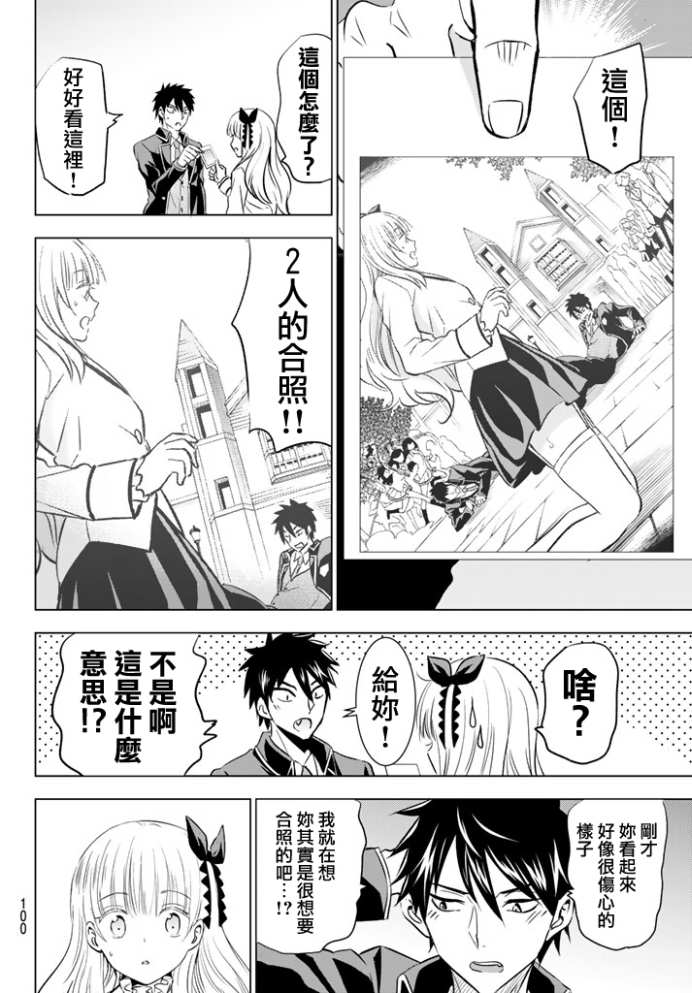 這個！
這個怎麼了？
好好看這裡！
2人的合照!!
啥？
給妳！
不是啊
這是什麼
意思!?
剛才
妳看起來
好像很傷心的
樣子
我就在想
妳其實是很想要
合照的吧…!?
100